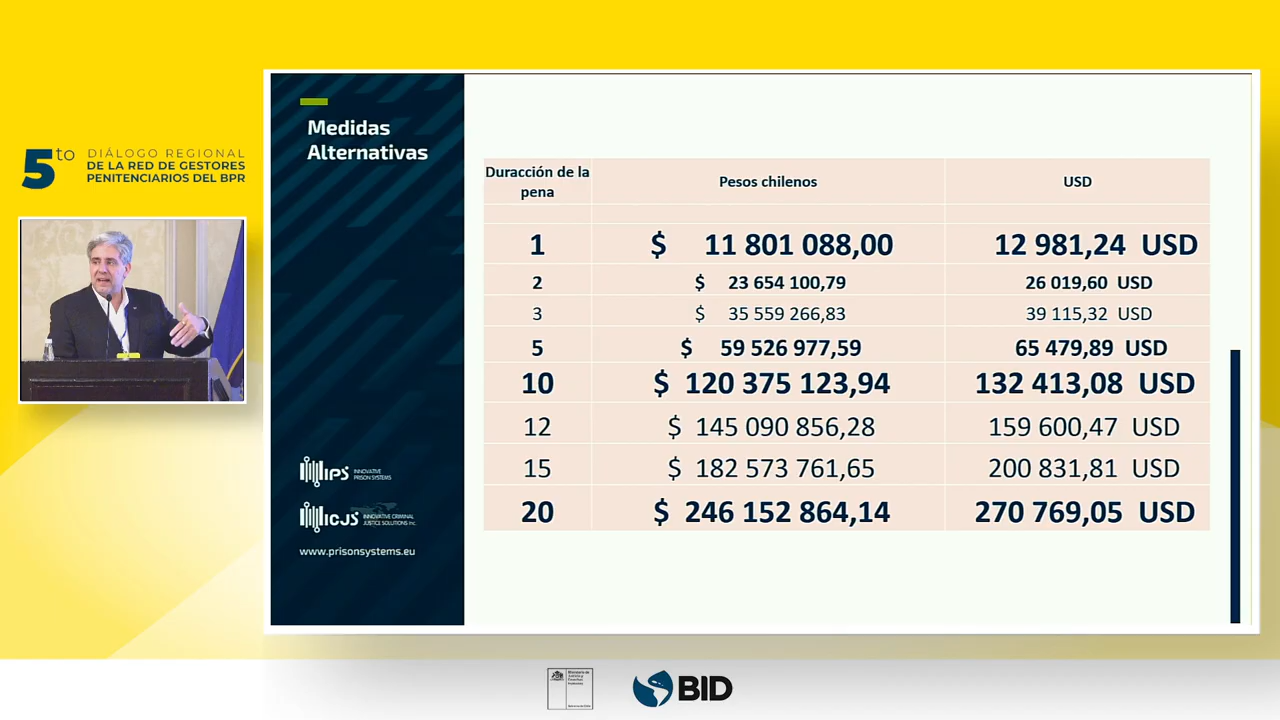 5to
DIÁLOGO REGIONAL
DE LA RED DE GESTORES
PENITENCIARIOS DEL BPR
Medidas
Alternativas
IPS INNOVATIVE
PRISON SYSTEMS
ICJS INNOVATIVE CRIMINAL
JUSTICE SOLUTIONS Inc.
www.prisonsystems.eu
Duracción de la
pena
Pesos chilenos
USD
1 $ 11 801 088,00 12 981,24 USD
2 $ 23 654 100,79 26 019,60 USD
3 $ 35 559 266,83 39 115,32 USD
5 $ 59 526 977,59 65 479,89 USD
10 $ 120 375 123,94 132 413,08 USD
12 $ 145 090 856,28 159 600,47 USD
15 $ 182 573 761,65 200 831,81 USD
20 $ 246 152 864,14 270 769,05 USD
BID